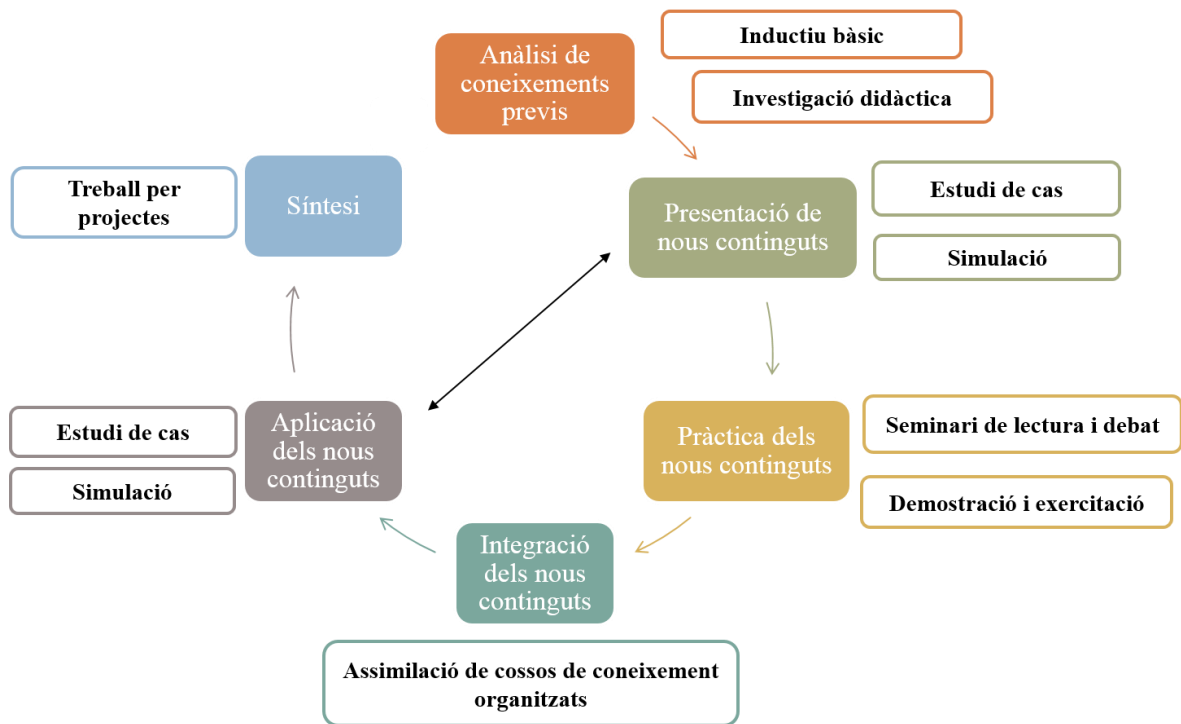 Anàlisi de
coneixements
previs
Inductiu bàsic
Investigació didàctica
Presentació de
nous continguts
Estudi de cas
Simulació
Pràctica dels
nous continguts
Seminari de lectura i debat
Demostració i exercitació
Integració
dels nous
continguts
Assimilació de cossos de coneixement
organitzats
Aplicació
dels nous
continguts
Estudi de cas
Simulació
Síntesi
Treball per
projectes